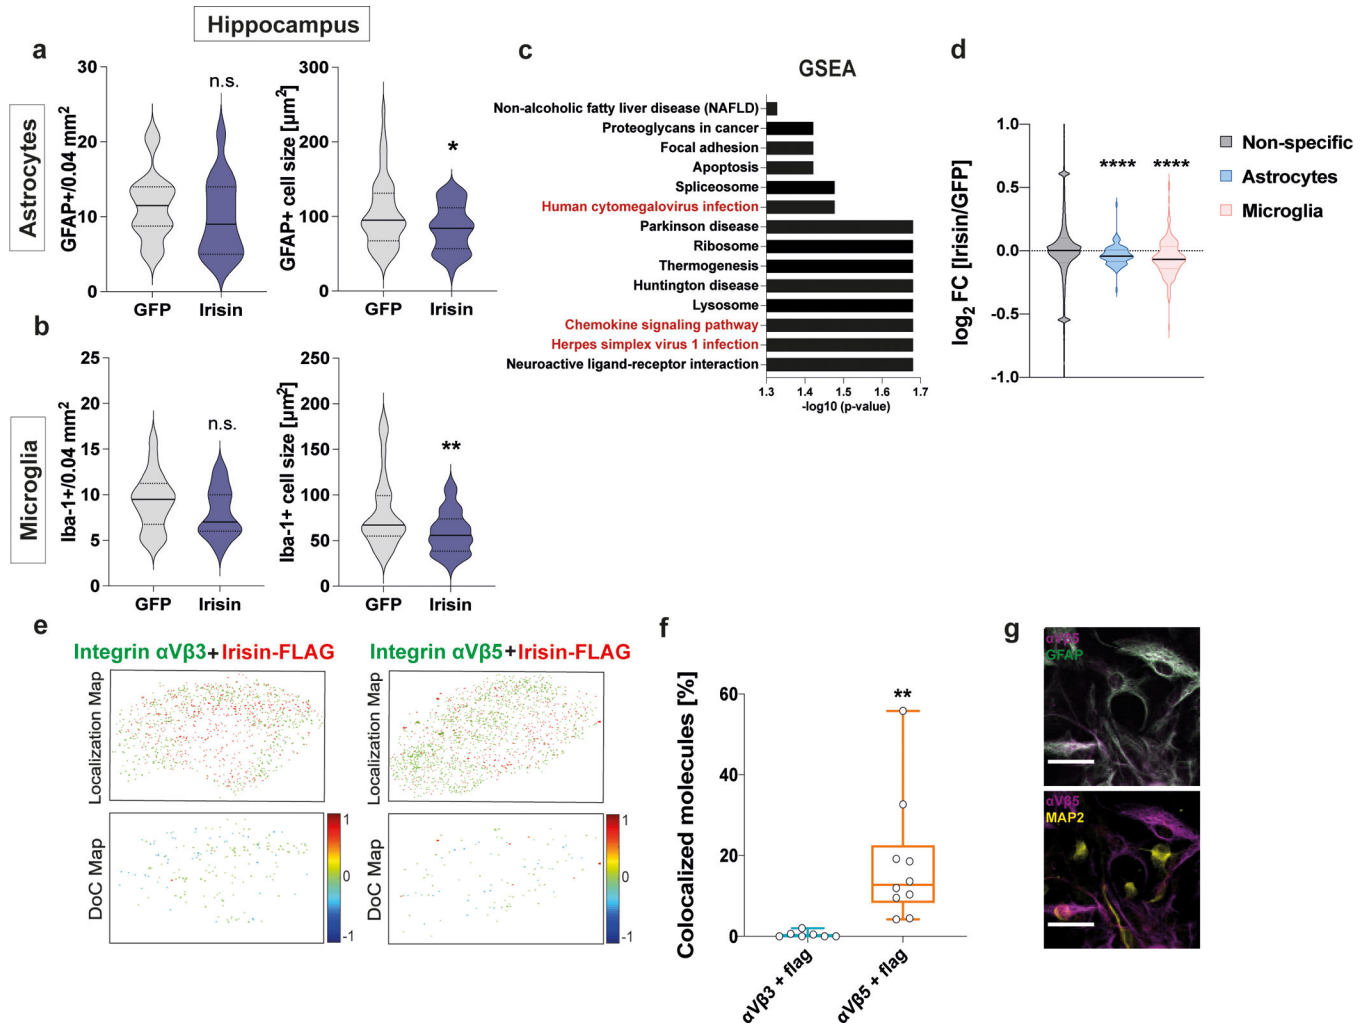 Hippocampus
a
Astrocytes
GFAP+/0.04 mm²
30
20
10
0
n.s.
GFP
Irisin
GFAP+ cell size [µm²]
300
200
100
0
*
GFP
Irisin
b
Microglia
Iba-1+/0.04 mm²
25
20
15
10
5
0
n.s.
GFP
Irisin
Iba-1+ cell size [µm²]
250
200
150
100
50
0
**
GFP
Irisin
c
GSEA
Non-alcoholic fatty liver disease (NAFLD)
Proteoglycans in cancer
Focal adhesion
Apoptosis
Spliceosome
Human cytomegalovirus infection
Parkinson disease
Ribosome
Thermogenesis
Huntington disease
Lysosome
Chemokine signaling pathway
Herpes simplex virus 1 infection
Neuroactive ligand-receptor interaction
1.3 1.4 1.5 1.6 1.7
-log10 (p-value)
d
log₂ FC [Irisin/GFP]
1.0
0.5
0.0
-0.5
-1.0
**** ****
Non-specific
Astrocytes
Microglia
e
Integrin αVβ3+Irisin-FLAG
Localization Map
DoC Map
1
0
-1
Integrin αVβ5+Irisin-FLAG
Localization Map
DoC Map
1
0
-1
f
Colocalized molecules [%]
60
40
20
0
**
αVβ3 + flag
αVβ5 + flag
g
αVβ5
GFAP
αVβ5
MAP2